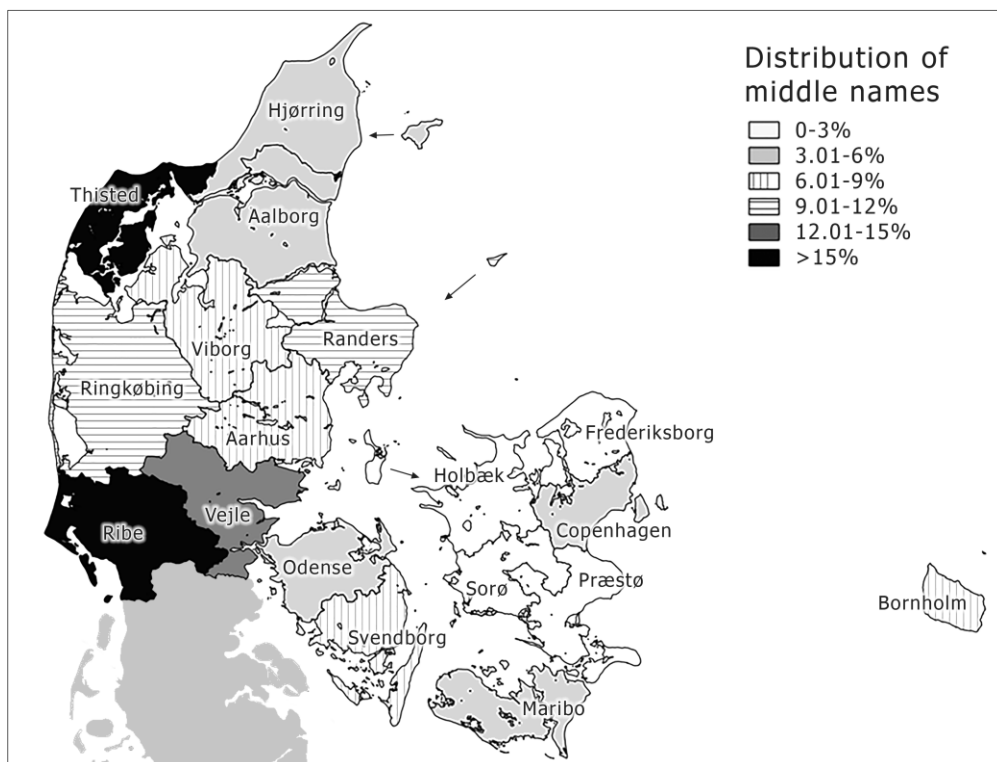 Distribution of
middle names
0-3%
3.01-6%
6.01-9%
9.01-12%
12.01-15%
>15%
Hjørring
Thisted
Aalborg
Viborg
Randers
Ringkøbing
Aarhus
Frederiksborg
Holbæk
Vejle
Copenhagen
Ribe
Odense
Sorø
Præstø
Bornholm
Svendborg
Maribo